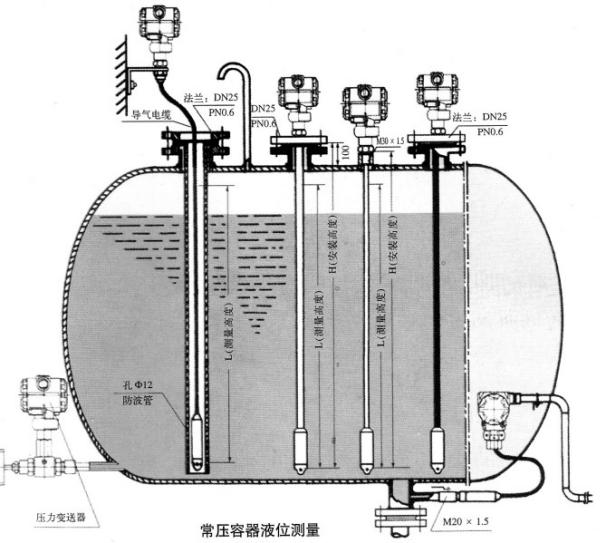 法兰：DN25
PN0.6
导气电缆
DN25
PN0.6
M30 × 1.5
法兰：DN25
PN0.6
100
L(测量高度)
H(安装高度)
L(测量高度)
H(安装高度)
L(测量高度)
孔 Φ12
防波管
压力变送器
M20 × 1.5
常压容器液位测量